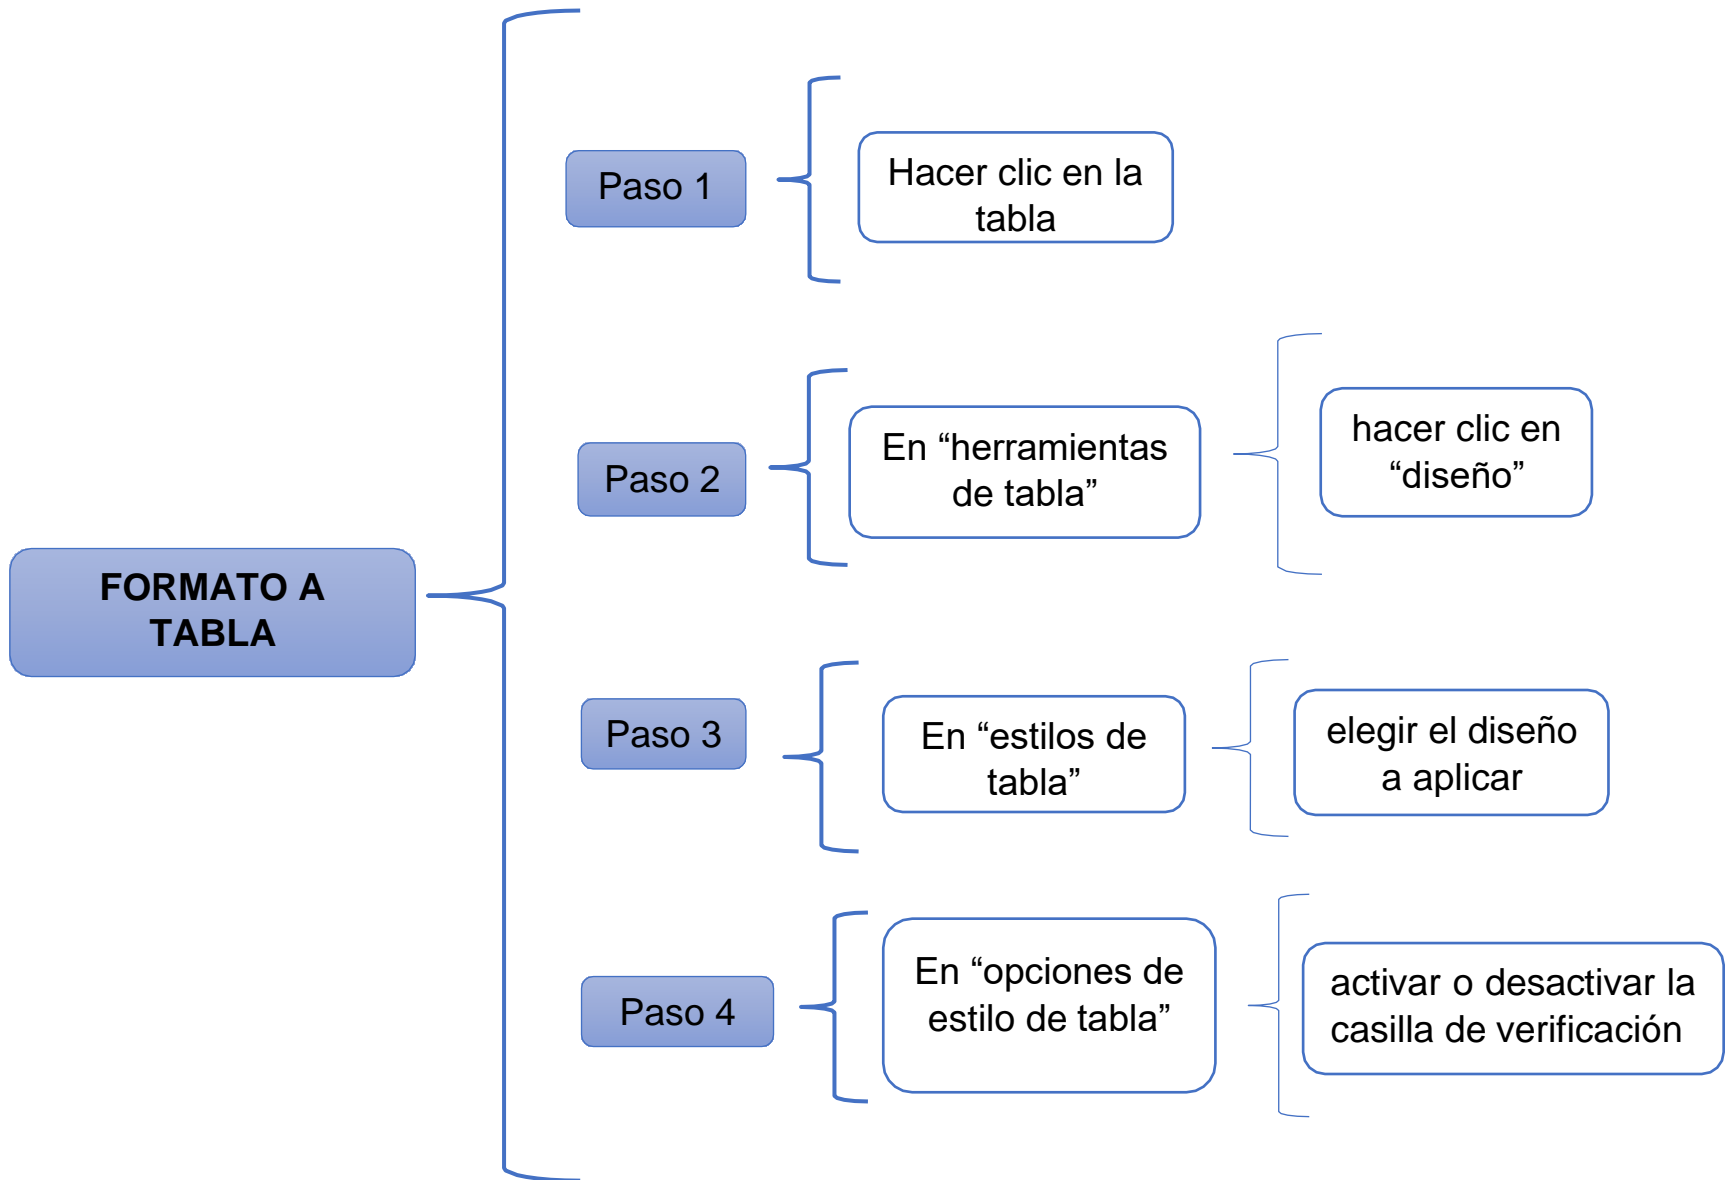 FORMATO A
TABLA
Paso 1
Hacer clic en la
tabla
Paso 2
En “herramientas
de tabla”
hacer clic en
“diseño”
Paso 3
En “estilos de
tabla”
elegir el diseño
a aplicar
Paso 4
En “opciones de
estilo de tabla”
activar o desactivar la
casilla de verificación